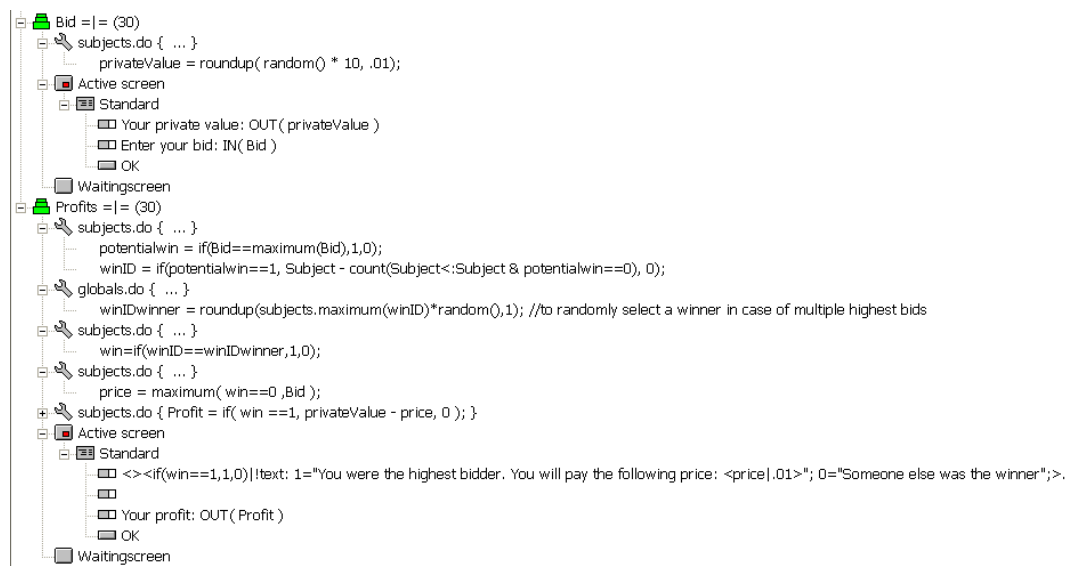 Bid =|= (30)
subjects.do { ... }
privateValue = roundup( random() * 10, .01);
Active screen
Standard
Your private value: OUT( privateValue )
Enter your bid: IN( Bid )
OK
Waitingscreen
Profits =|= (30)
subjects.do { ... }
potentialwin = if(Bid==maximum(Bid),1,0);
winID = if(potentialwin==1, Subject - count(Subject<:Subject & potentialwin==0), 0);
globals.do { ... }
winIDwinner = roundup(subjects.maximum(winID)*random(),1); //to randomly select a winner in case of multiple highest bids
subjects.do { ... }
win=if(winID==winIDwinner,1,0);
subjects.do { ... }
price = maximum( win==0 ,Bid );
subjects.do { Profit = if( win ==1, privateValue - price, 0 ); }
Active screen
Standard
<><if(win==1,1,0)|!text: 1="You were the highest bidder. You will pay the following price: <price|.01>"; 0="Someone else was the winner";>.
Your profit: OUT( Profit )
OK
Waitingscreen